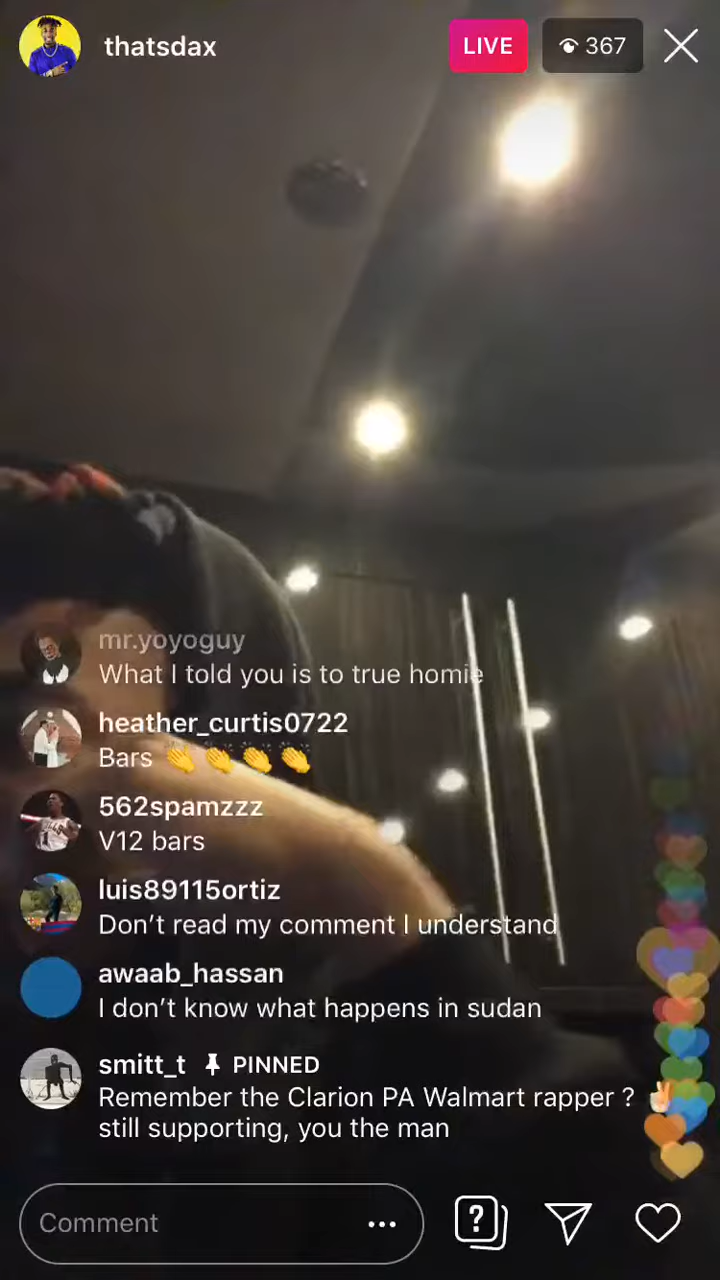 thatsdax
LIVE
367
mr.yoyoguy
What I told you is to true homie
heather_curtis0722
Bars 👏 👏 👏 👏
562spamzzz
V12 bars
luis89115ortiz
Don't read my comment I understand
awaab_hassan
I don't know what happens in sudan
smitt_t PINNED
Remember the Clarion PA Walmart rapper ? ✌🏻
still supporting, you the man
Comment